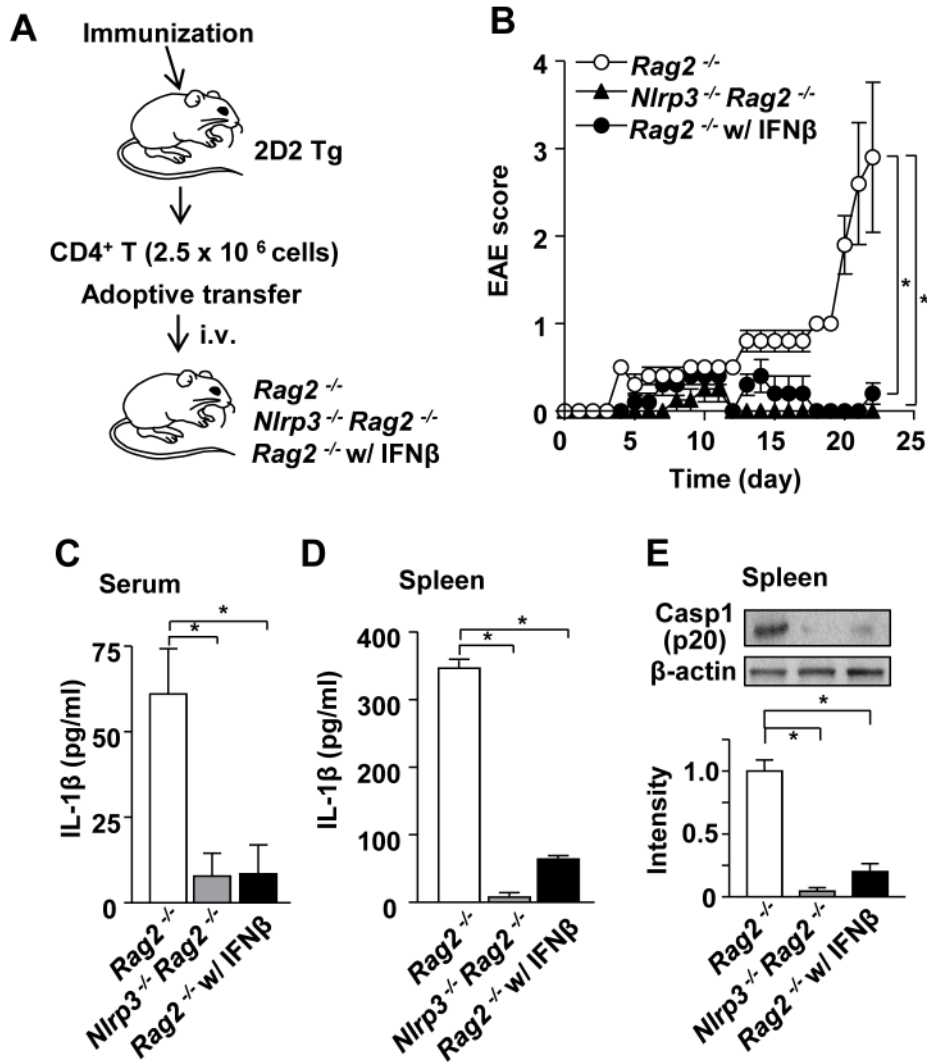 A
Immunization
2D2 Tg
CD4⁺ T (2.5 x 10 ⁶ cells)
Adoptive transfer
i.v.
Rag2 ⁻/⁻
Nlrp3⁻/⁻ Rag2 ⁻/⁻
Rag2 ⁻/⁻ w/ IFNβ
B
Rag2 ⁻/⁻
Nlrp3⁻/⁻ Rag2 ⁻/⁻
Rag2 ⁻/⁻ w/ IFNβ
EAE score
4
3
2
1
0
0 5 10 15 20 25
Time (day)
*
*
C
Serum
IL-1β (pg/ml)
75
50
25
0
*
*
Rag2 ⁻/⁻
Nlrp3⁻/⁻ Rag2 ⁻/⁻
Rag2 ⁻/⁻ w/ IFNβ
D
Spleen
IL-1β (pg/ml)
400
300
200
100
0
*
*
Rag2 ⁻/⁻
Nlrp3⁻/⁻ Rag2 ⁻/⁻
Rag2 ⁻/⁻ w/ IFNβ
E
Spleen
Casp1
(p20)
β-actin
Intensity
1.0
0.5
0
*
*
Rag2 ⁻/⁻
Nlrp3⁻/⁻ Rag2 ⁻/⁻
Rag2 ⁻/⁻ w/ IFNβ